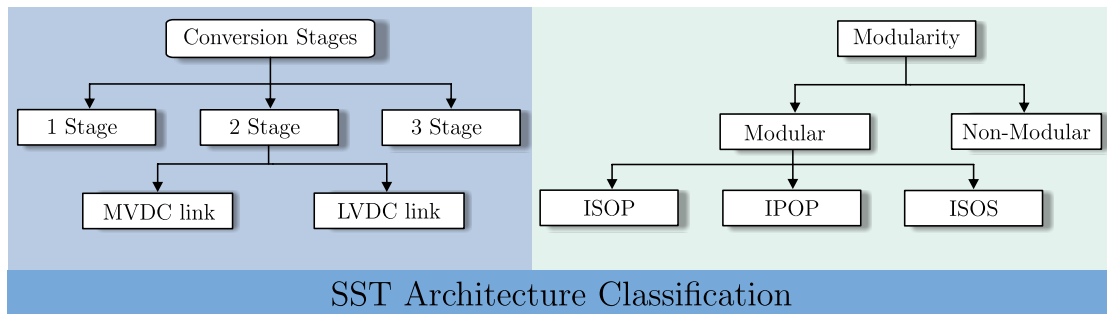 Conversion Stages
1 Stage
2 Stage
3 Stage
MVDC link
LVDC link
Modularity
Modular
Non-Modular
ISOP
IPOP
ISOS
SST Architecture Classification